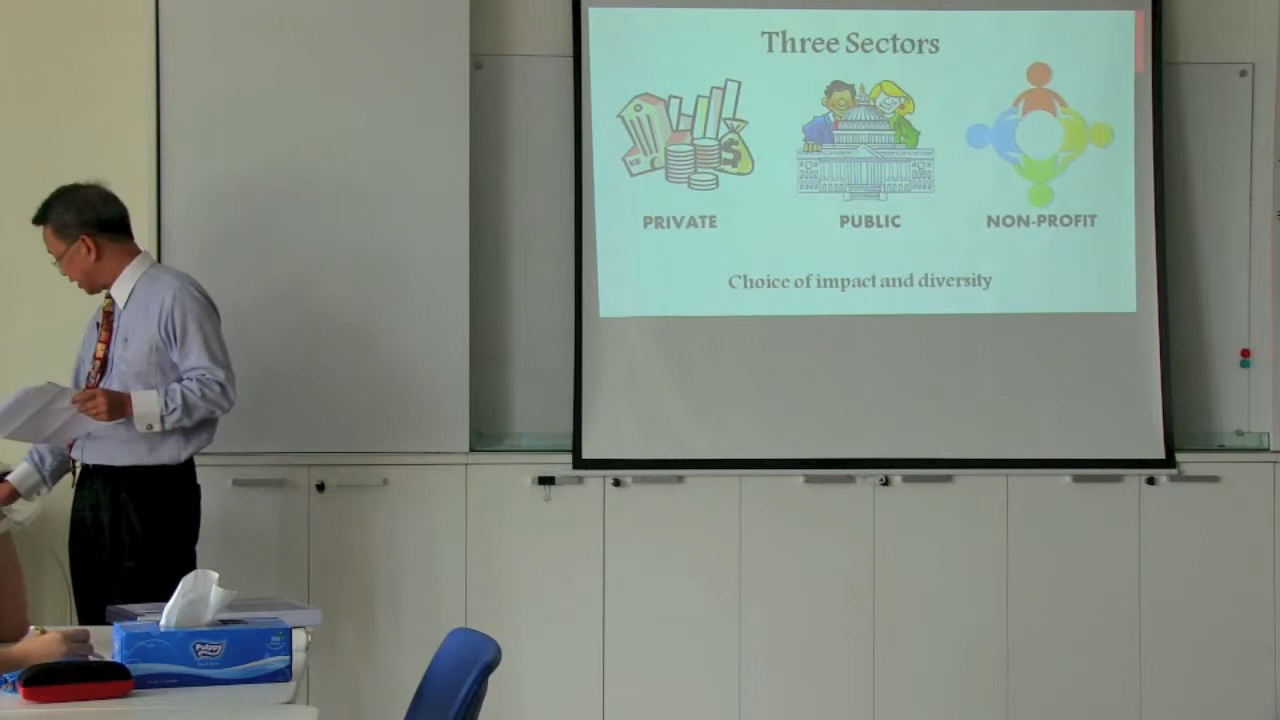 Three Sectors
$
PRIVATE
PUBLIC
NON-PROFIT
Choice of impact and diversity
Pulppy